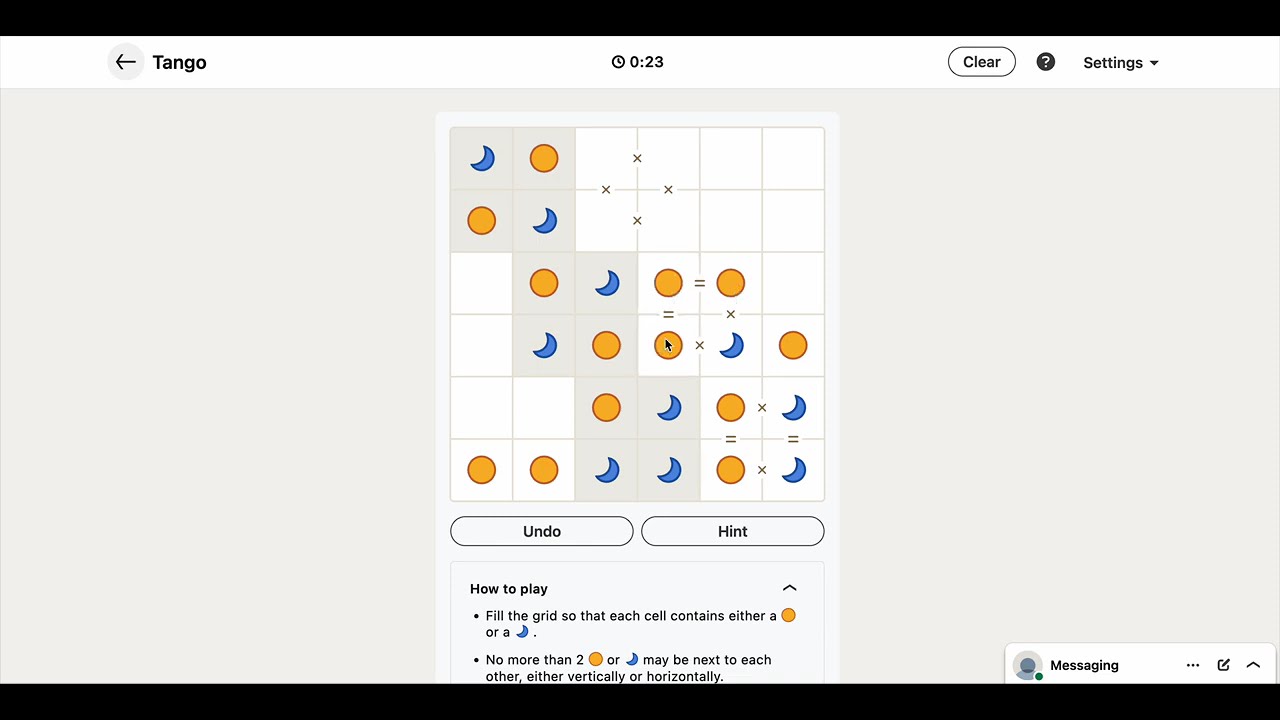 Tango
0:23
Clear
?
Settings
×
× ×
×
=
= ×
×
×
= =
×
Undo
Hint
How to play
• Fill the grid so that each cell contains either a
or a .
• No more than 2 or may be next to each
other, either vertically or horizontally.
Messaging